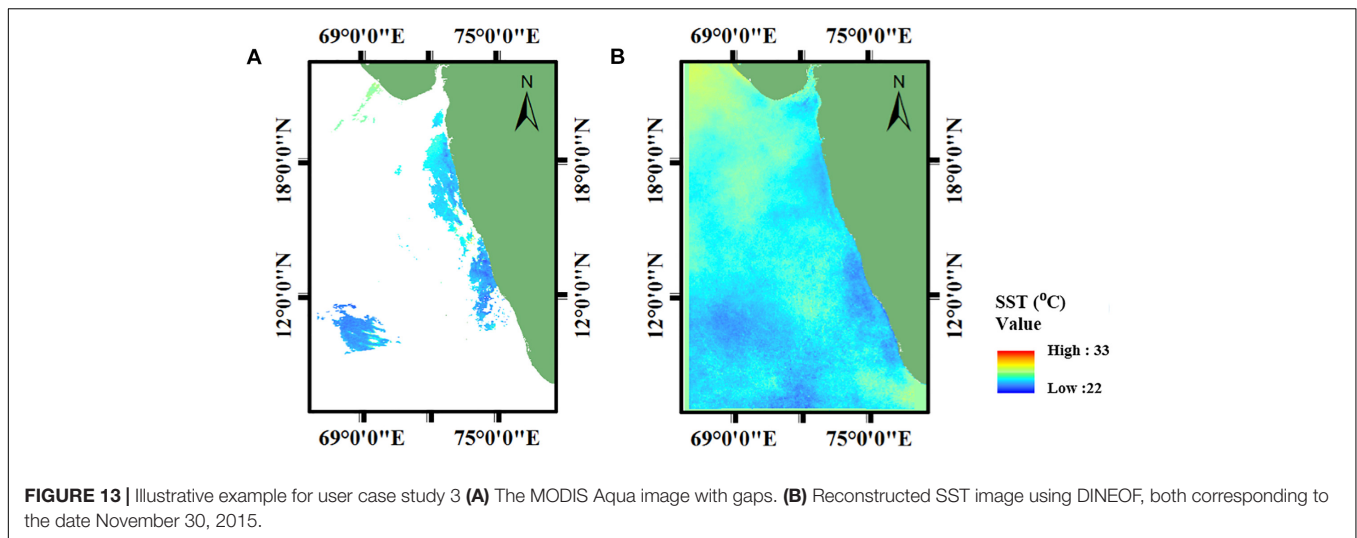 69°0'0"E 75°0'0"E 69°0'0"E 75°0'0"E
A B
N N
18°0'0"N 18°0'0"N 18°0'0"N 18°0'0"N
12°0'0"N 12°0'0"N 12°0'0"N 12°0'0"N
SST (⁰C)
Value
High : 33
Low :22
69°0'0"E 75°0'0"E 69°0'0"E 75°0'0"E
FIGURE 13 | Illustrative example for user case study 3 (A) The MODIS Aqua image with gaps. (B) Reconstructed SST image using DINEOF, both corresponding to
the date November 30, 2015.